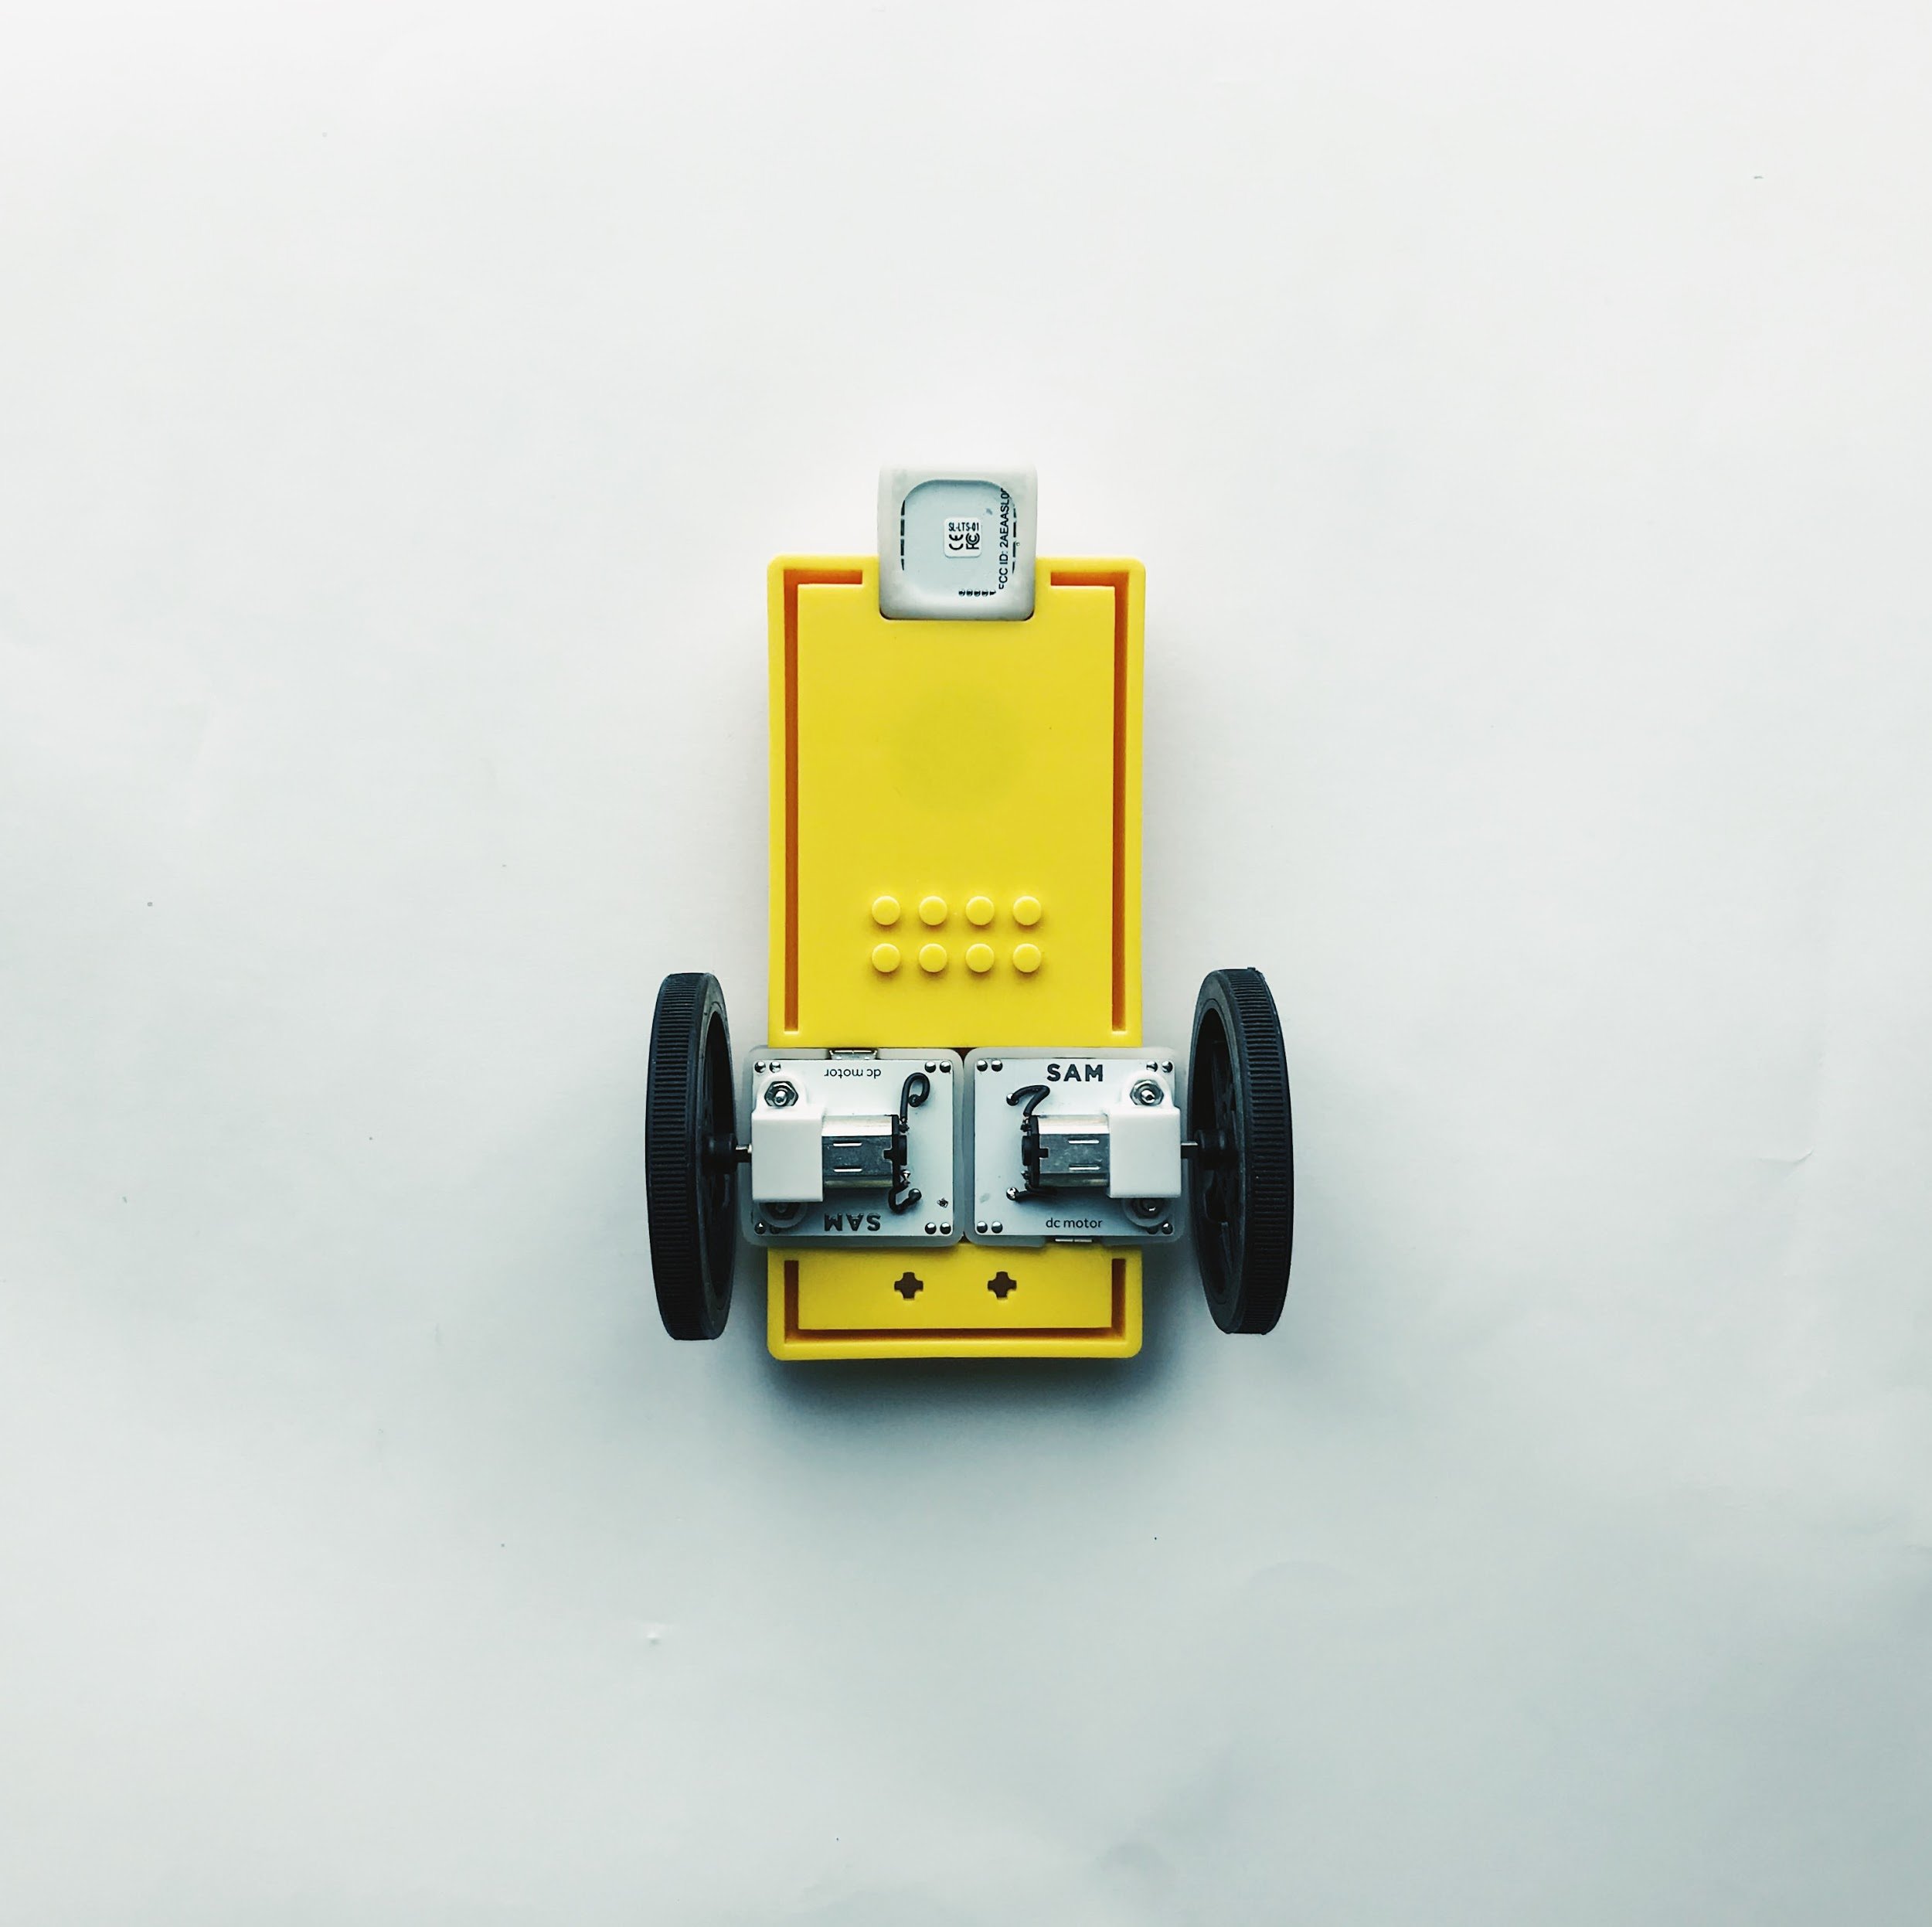 SL-LTS-01
CE FC
FCC ID: 2AEAASL0
dc motor
SAM
SAM
dc motor